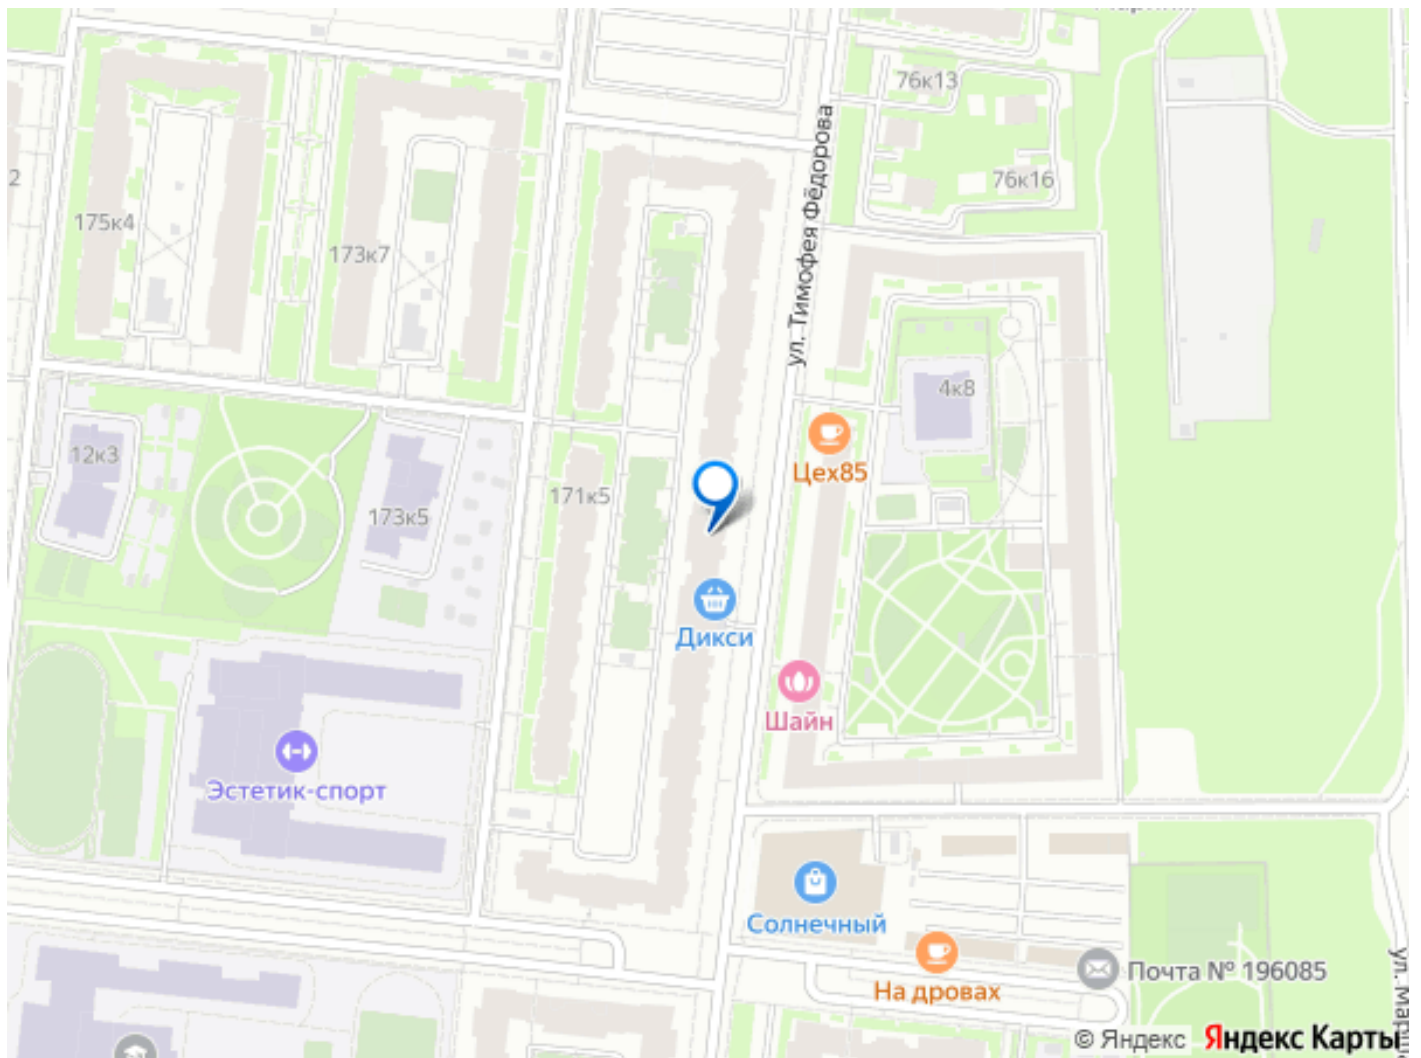 76к13
76к16
2
175к4
173к7
ул. Тимофея Фёдорова
4к8
Цех85
12к3
171к5
173к5
Дикси
Шайн
Эстетик-спорт
Солнечный
На дровах
Почта № 196085
© Яндекс Яндекс Карты